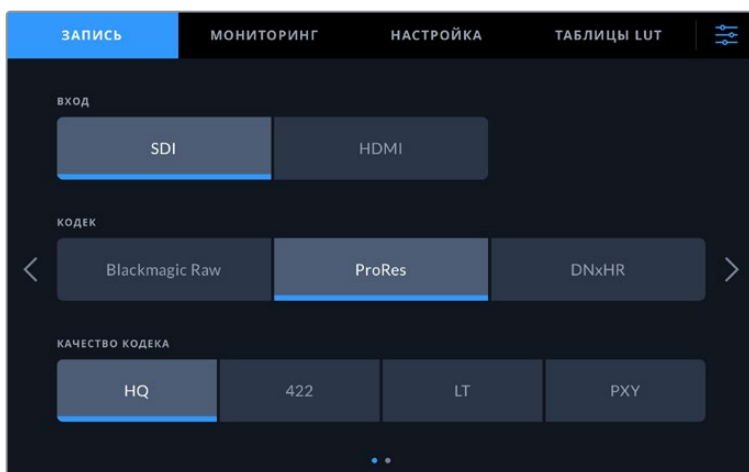 ЗАПИСЬ МОНИТОРИНГ НАСТРОЙКА ТАБЛИЦЫ LUT
ВХОД
SDI HDMI
КОДЕК
Blackmagic Raw ProRes DNxHR
КАЧЕСТВО КОДЕКА
HQ 422 LT PXY